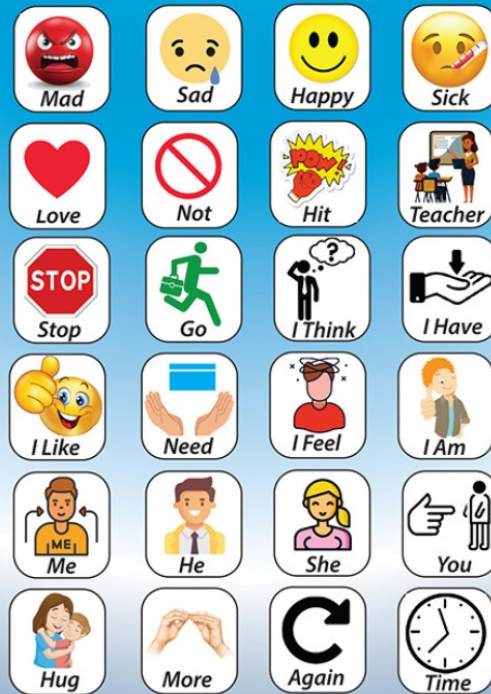 Mad Sad Happy Sick
POW!
Love Not Hit Teacher
STOP
?
Stop Go I Think I Have
I Like Need I Feel I Am
ME
Me He She You
Hug More Again Time